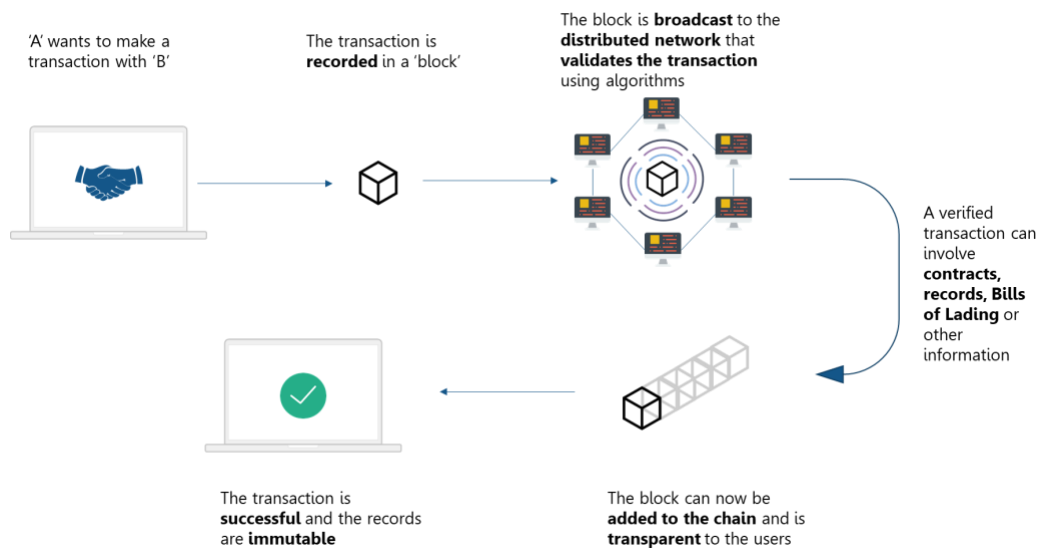 'A' wants to make a
transaction with 'B'
The transaction is
recorded in a 'block'
The block is broadcast to the
distributed network that
validates the transaction
using algorithms
A verified
transaction can
involve
contracts,
records, Bills
of Lading or
other
information
The block can now be
added to the chain and is
transparent to the users
The transaction is
successful and the records
are immutable